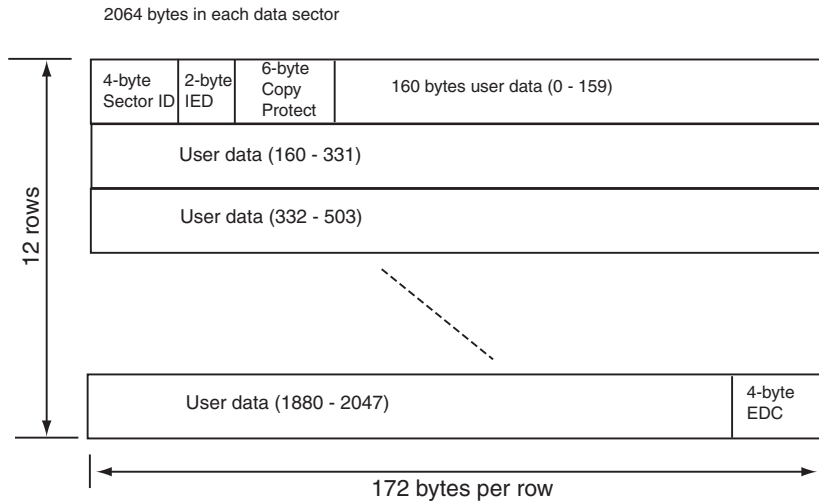 2064 bytes in each data sector
4-byte
Sector ID
2-byte
IED
6-byte
Copy
Protect
160 bytes user data (0 - 159)
User data (160 - 331)
User data (332 - 503)
12 rows
User data (1880 - 2047)
4-byte
EDC
172 bytes per row